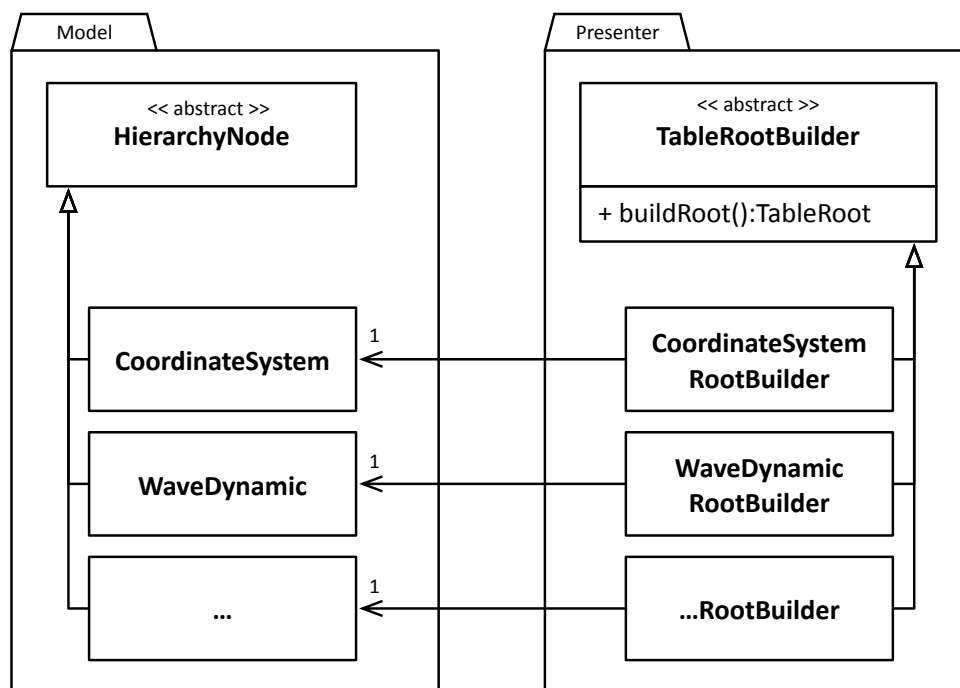 Model
<< abstract >>
HierarchyNode
CoordinateSystem
WaveDynamic
...
Presenter
<< abstract >>
TableRootBuilder
+ buildRoot():TableRoot
1
CoordinateSystem
RootBuilder
1
WaveDynamic
RootBuilder
1
...RootBuilder